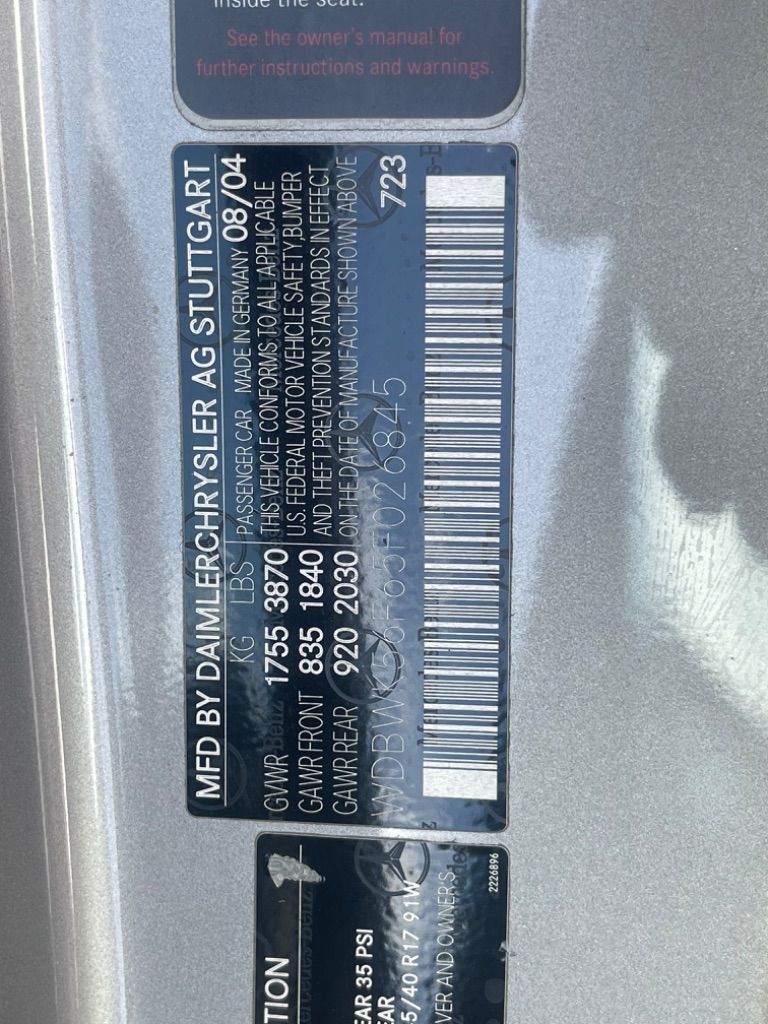 inside the seat.
See the owner's manual for
further instructions and warnings.
MFD BY DAIMLERCHRYSLER AG STUTTGART
KG LBS PASSENGER CAR MADE IN GERMANY 08/04
GVWR 1755 3870 THIS VEHICLE CONFORMS TO ALL APPLICABLE
GAWR FRONT 835 1840 U.S. FEDERAL MOTOR VEHICLE SAFETY,BUMPER
AND THEFT PREVENTION STANDARDS IN EFFECT
GAWR REAR 920 2030 ON THE DATE OF MANUFACTURE SHOWN ABOVE
WDBWK56F65F026845 723
TION
EAR 35 PSI
EAR
5/40 R17 91W
VER AND OWNER'S
2226896